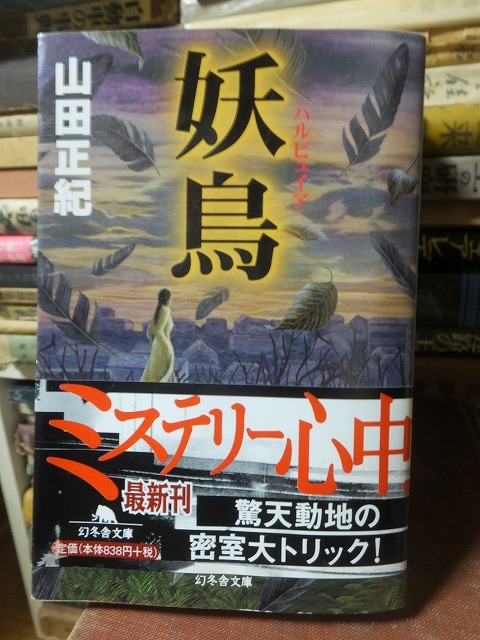 山田正紀
妖鳥
ハルピュイア
ミステリー心中
最新刊
驚天動地の
密室大トリック!
幻冬舎文庫
定価(本体838円+税)
幻冬舎文庫